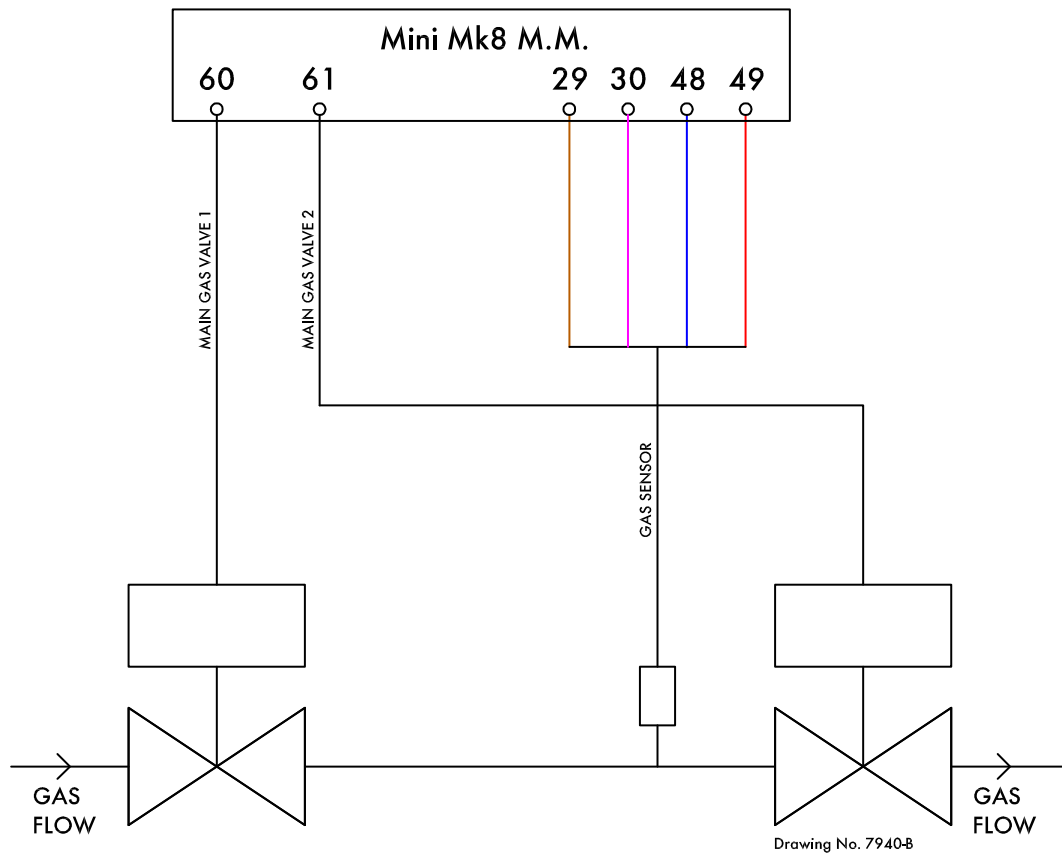 Mini Mk8 M.M.
60 61 29 30 48 49
MAIN GAS VALVE 1
MAIN GAS VALVE 2
GAS SENSOR
GAS
FLOW
GAS
FLOW
Drawing No. 7940-B